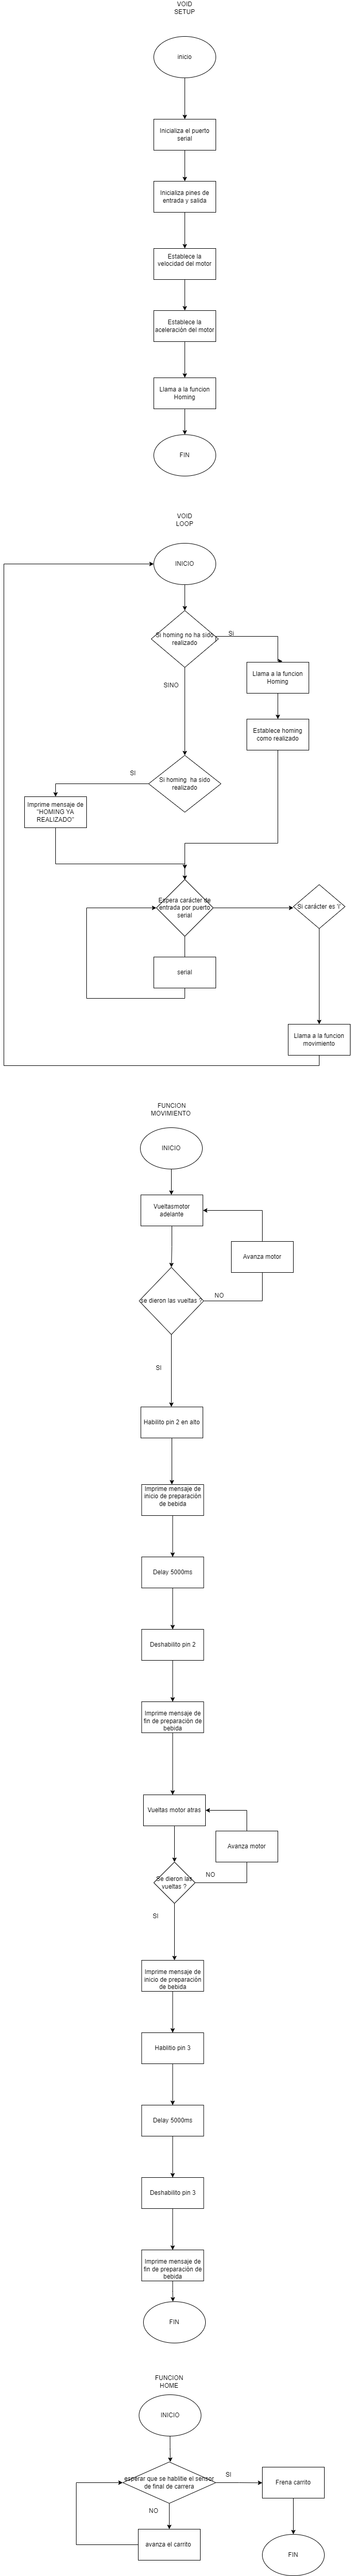 VOID
SETUP
inicio
Inicializa el puerto
serial
Inicializa pines de
entrada y salida
Establece la
velocidad del motor
Establece la
aceleración del motor
Llama a la funcion
Homing
FIN
VOID
LOOP
INICIO
Si homing no ha sido
realizado
Si
Llama a la funcion
Homing
SINO
Establece homing
como realizado
SI
Si homing ha sido
realizado
Imprime mensaje de
"HOMING YA
REALIZADO"
Espera carácter de
entrada por puerto
serial
Si carácter es 'i'
serial
Llama a la funcion
movimiento
FUNCION
MOVIMIENTO
INICIO
Vueltasmotor
adelante
Avanza motor
se dieron las vueltas ?
NO
SI
Habilito pin 2 en alto
Imprime mensaje de
inicio de preparación
de bebida
Delay 5000ms
Deshabilito pin 2
Imprime mensaje de
fin de preparación de
bebida
Vueltas motor atras
Avanza motor
Se dieron las
vueltas ?
NO
SI
Imprime mensaje de
inicio de preparación
de bebida
Hablitio pin 3
Delay 5000ms
Deshabilito pin 3
Imprime mensaje de
fin de preparación de
bebida
FIN
FUNCION
HOME
INICIO
esperar que se hablitie el sensor
de final de carrera
SI
Frena carrito
NO
avanza el carrito
FIN